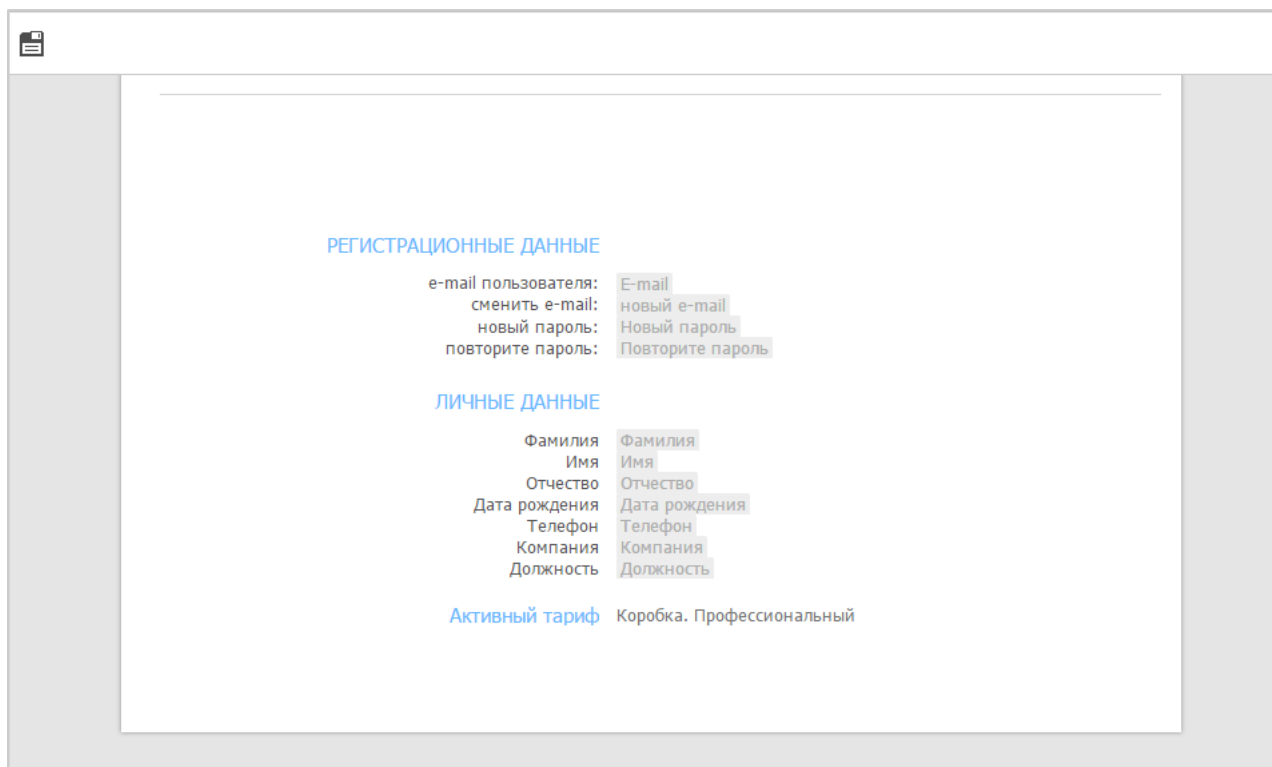 РЕГИСТРАЦИОННЫЕ ДАННЫЕ
e-mail пользователя: E-mail
сменить e-mail: новый e-mail
новый пароль: Новый пароль
повторите пароль: Повторите пароль
ЛИЧНЫЕ ДАННЫЕ
Фамилия Фамилия
Имя Имя
Отчество Отчество
Дата рождения Дата рождения
Телефон Телефон
Компания Компания
Должность Должность
Активный тариф Коробка. Профессиональный